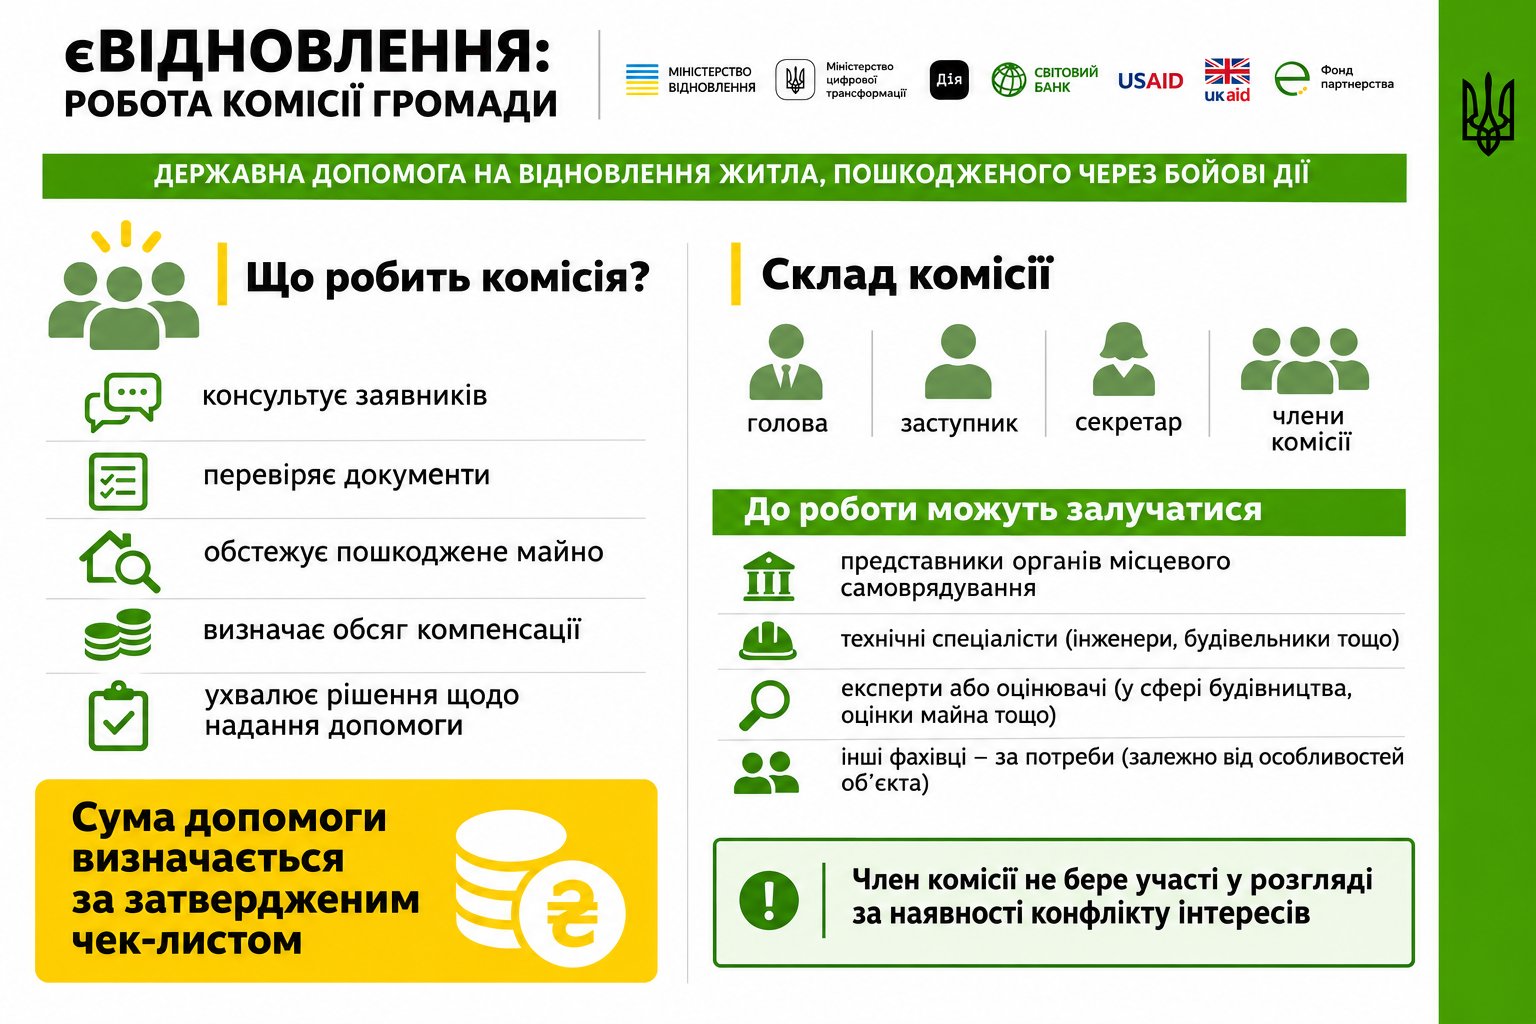 єВІДНОВЛЕННЯ:
РОБОТА КОМІСІЇ ГРОМАДИ
МІНІСТЕРСТВО
ВІДНОВЛЕННЯ
Міністерство
цифрової
трансформації
Дія
СВІТОВИЙ
БАНК
USAID
ukaid
Фонд
партнерства
ДЕРЖАВНА ДОПОМОГА НА ВІДНОВЛЕННЯ ЖИТЛА, ПОШКОДЖЕНОГО ЧЕРЕЗ БОЙОВІ ДІЇ
Що робить комісія?
консультує заявників
перевіряє документи
обстежує пошкоджене майно
визначає обсяг компенсації
ухвалює рішення щодо
надання допомоги
Сума допомоги
визначається
за затвердженим
чек-листом
₴
Склад комісії
голова
заступник
секретар
члени
комісії
До роботи можуть залучатися
представники органів місцевого
самоврядування
технічні спеціалісти (інженери, будівельники тощо)
експерти або оцінювачі (у сфері будівництва,
оцінки майна тощо)
інші фахівці – за потреби (залежно від особливостей
об’єкта)
Член комісії не бере участі у розгляді
за наявності конфлікту інтересів